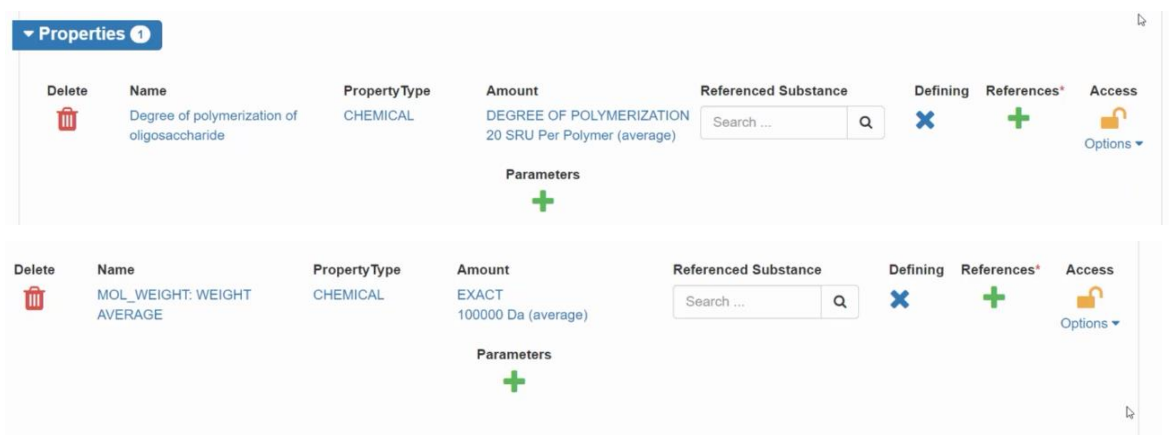 Properties 1
Delete Name PropertyType Amount Referenced Substance Defining References* Access
Degree of polymerization of CHEMICAL DEGREE OF POLYMERIZATION Search ...
oligosaccharide 20 SRU Per Polymer (average)
Options
Parameters
Delete Name PropertyType Amount Referenced Substance Defining References* Access
MOL_WEIGHT: WEIGHT CHEMICAL EXACT Search ...
AVERAGE 100000 Da (average)
Options
Parameters